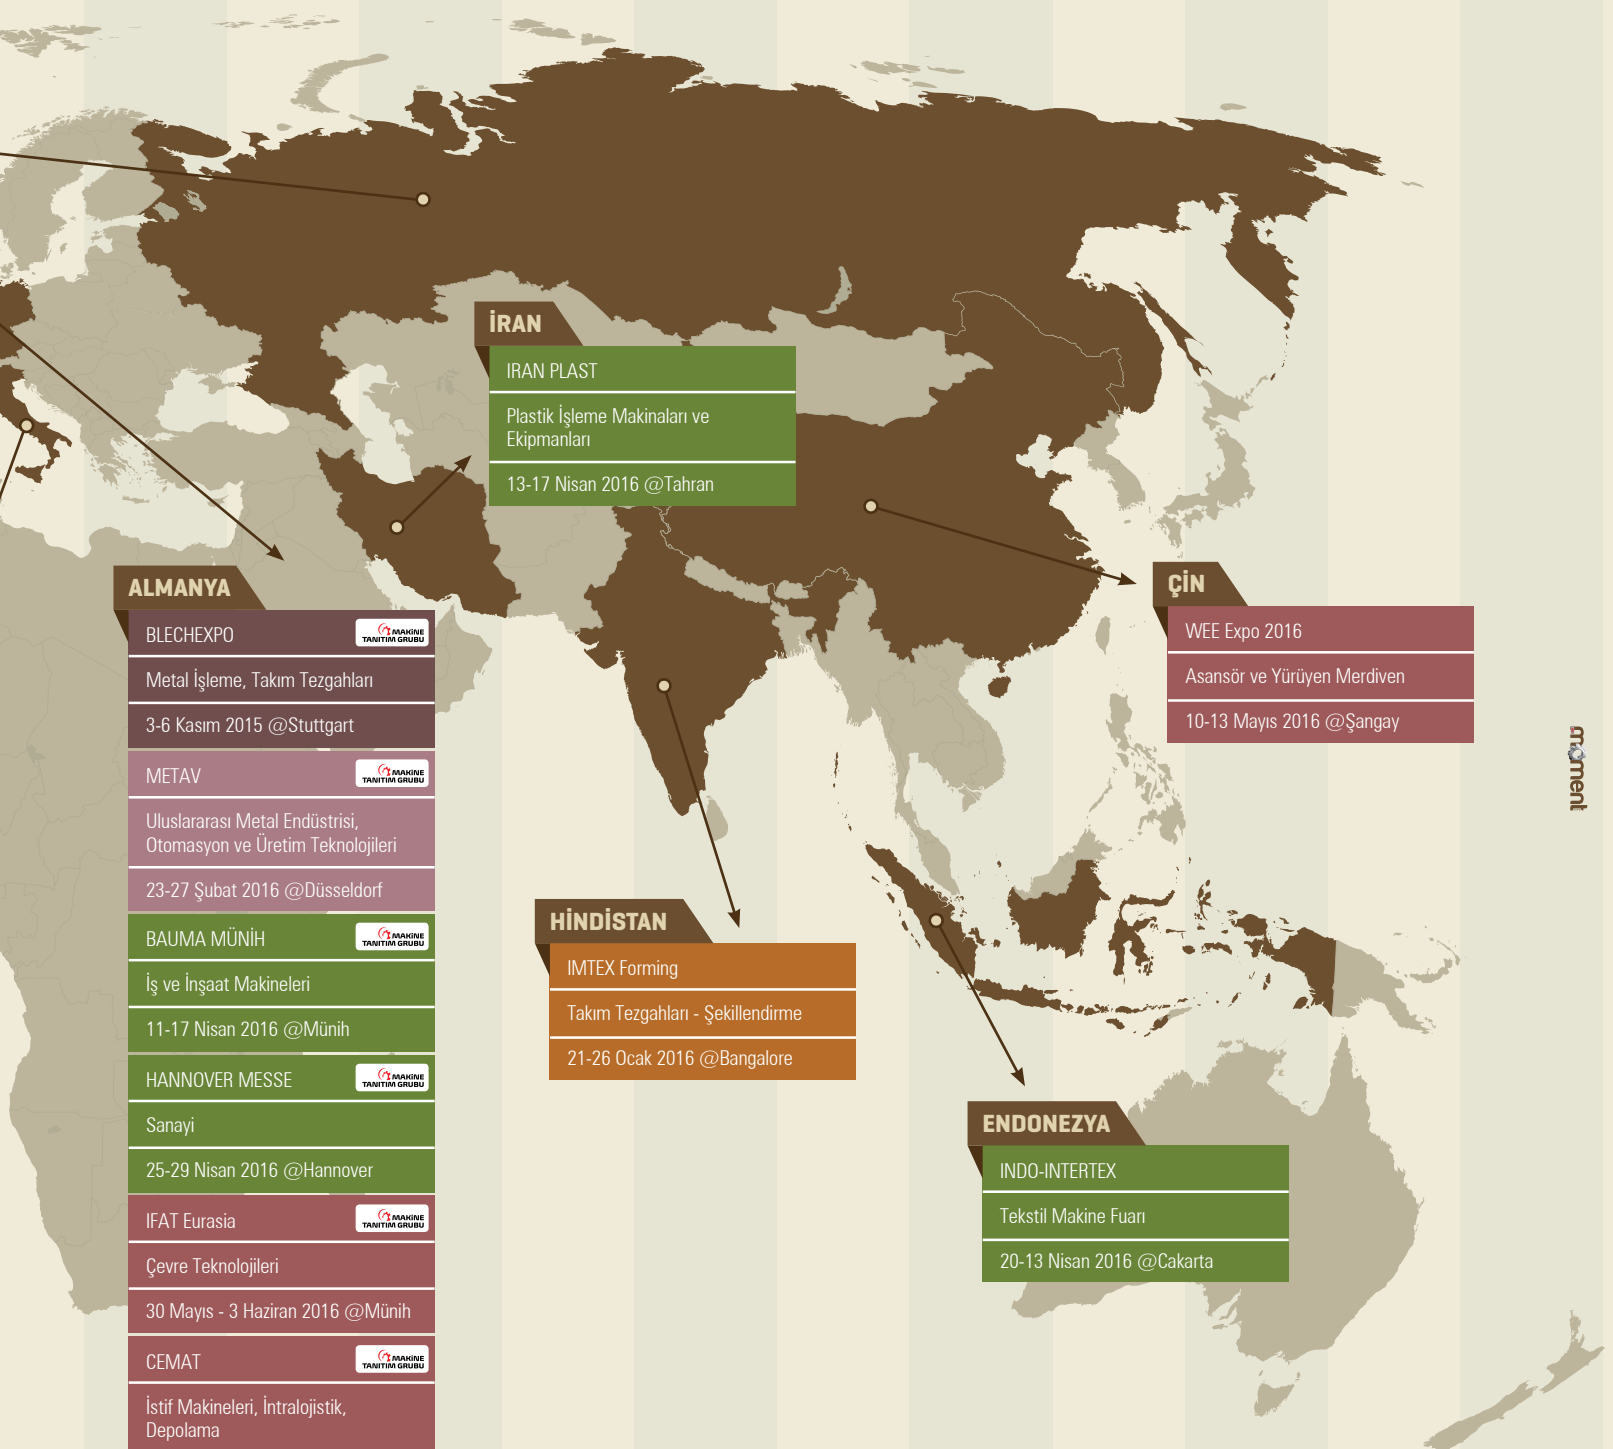 İRAN
IRAN PLAST
Plastik İşleme Makinaları ve
Ekipmanları
13-17 Nisan 2016 @Tahran
ALMANYA
BLECHEXPO
MAKİNE
TANITIM GRUBU
Metal İşleme, Takım Tezgahları
3-6 Kasım 2015 @Stuttgart
METAV
MAKİNE
TANITIM GRUBU
Uluslararası Metal Endüstrisi,
Otomasyon ve Üretim Teknolojileri
23-27 Şubat 2016 @Düsseldorf
BAUMA MÜNİH
MAKİNE
TANITIM GRUBU
İş ve İnşaat Makineleri
11-17 Nisan 2016 @Münih
HANNOVER MESSE
MAKİNE
TANITIM GRUBU
Sanayi
25-29 Nisan 2016 @Hannover
IFAT Eurasia
MAKİNE
TANITIM GRUBU
Çevre Teknolojileri
30 Mayıs - 3 Haziran 2016 @Münih
CEMAT
MAKİNE
TANITIM GRUBU
İstif Makineleri, İntralojistik,
Depolama
HİNDİSTAN
IMTEX Forming
Takım Tezgahları - Şekillendirme
21-26 Ocak 2016 @Bangalore
ÇİN
WEE Expo 2016
Asansör ve Yürüyen Merdiven
10-13 Mayıs 2016 @Şangay
ENDONEZYA
INDO-INTERTEX
Tekstil Makine Fuarı
20-13 Nisan 2016 @Cakarta
moment